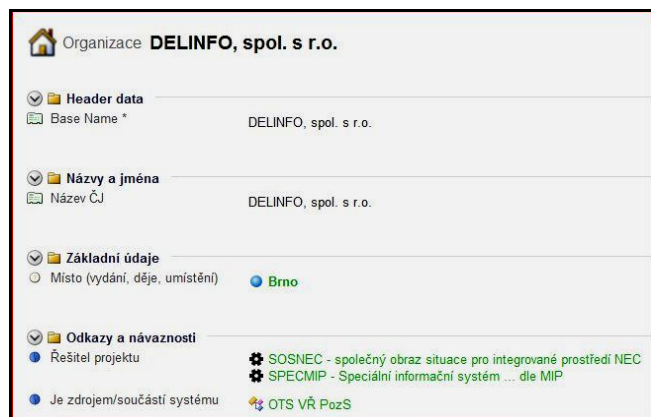 Organizace DELINFO, spol. s r.o.
Header data
Base Name * DELINFO, spol. s r.o.
Názvy a jména
Název ČJ DELINFO, spol. s r.o.
Základní údaje
Místo (vydání, děje, umístění) Brno
Odkazy a návaznosti
Řešitel projektu SOSNEC - společný obraz situace pro integrované prostředí NEC
SPECMIP - Speciální informační systém ... dle MIP
Je zdrojem/součástí systému OTS VŘ PozS